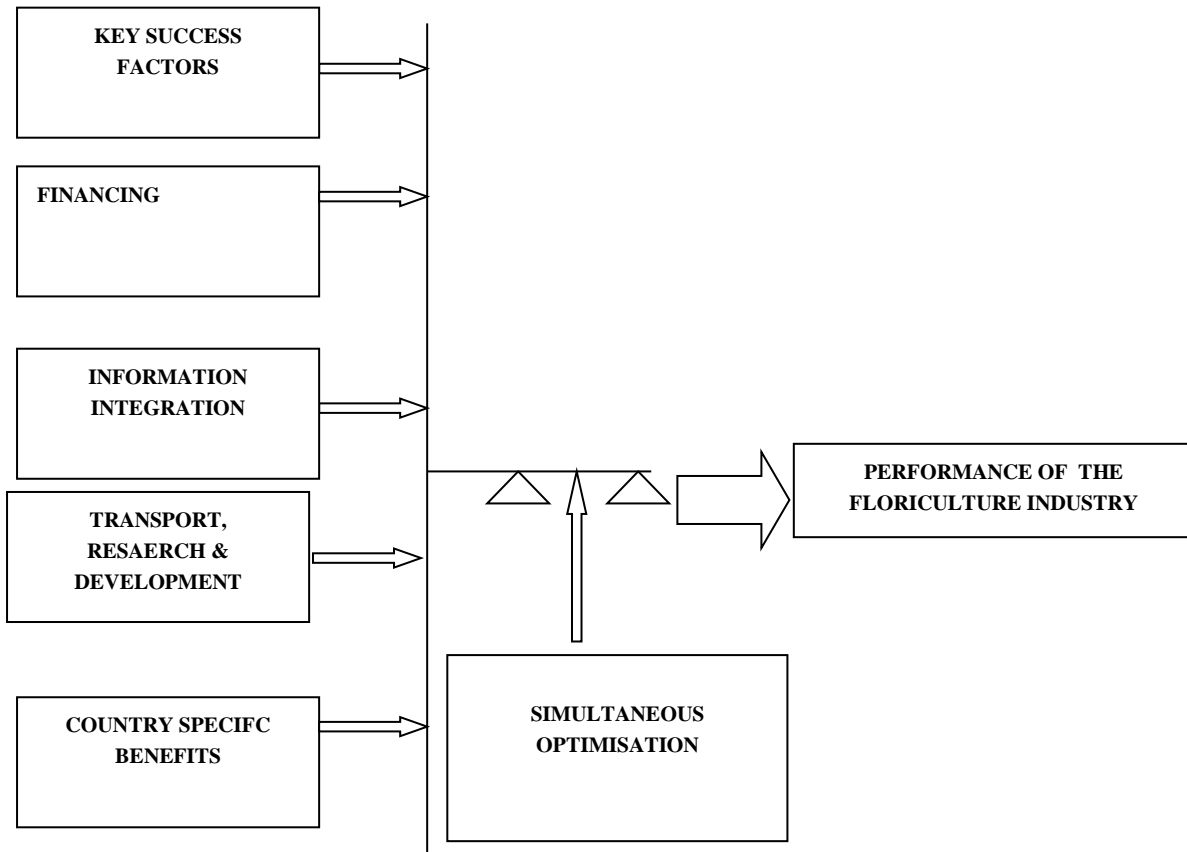 KEY SUCCESS
FACTORS
FINANCING
INFORMATION
INTEGRATION
TRANSPORT,
RESAERCH &
DEVELOPMENT
COUNTRY SPECIFC
BENEFITS
SIMULTANEOUS
OPTIMISATION
PERFORMANCE OF THE
FLORICULTURE INDUSTRY